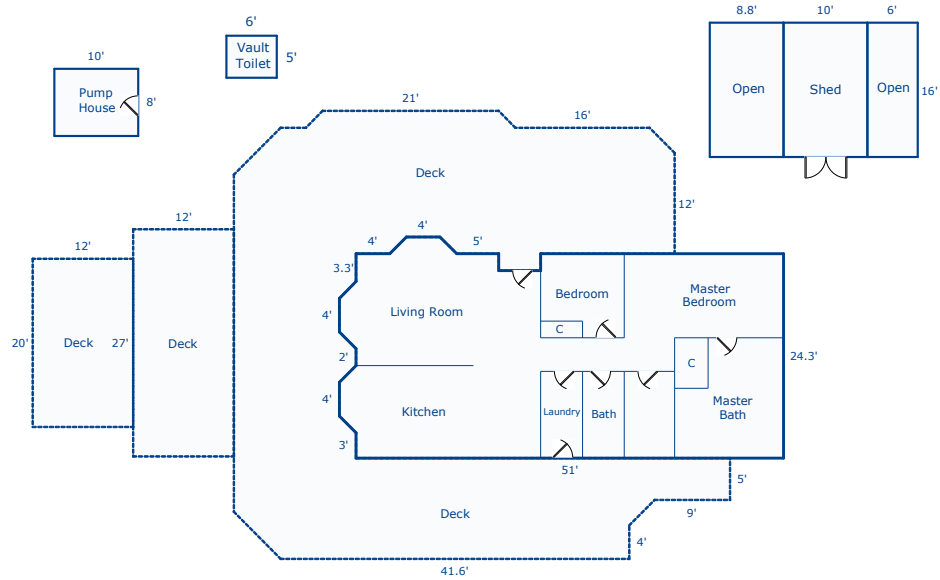 8.8'
10'
6'
6'
Vault
Toilet
5'
10'
Pump
House
8'
Open
Shed
Open
16'
21'
16'
Deck
12'
12'
4'
4'
5'
12'
3.3'
Bedroom
Master
Bedroom
4'
Living Room
C
20'
Deck
27'
Deck
2'
24.3'
C
4'
Kitchen
Laundry
Bath
Master
Bath
3'
51'
5'
Deck
9'
4'
41.6'